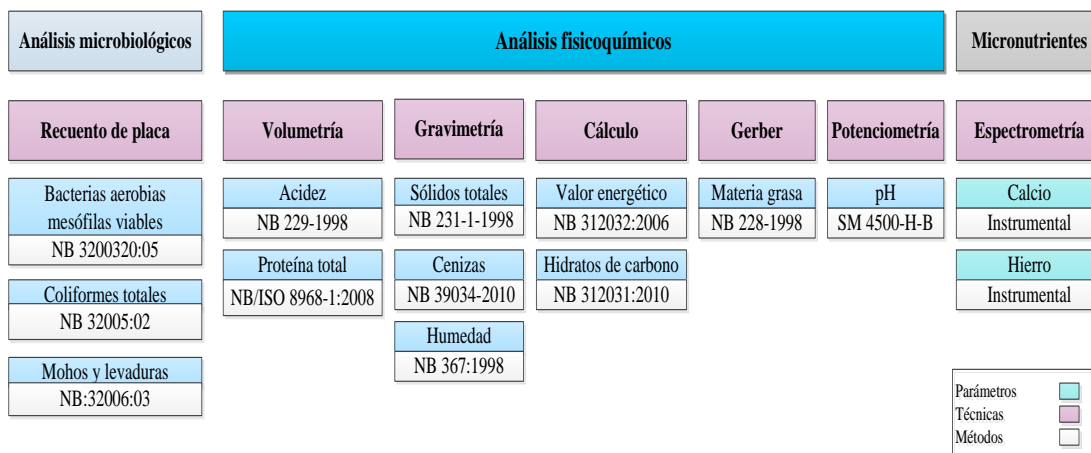 Análisis microbiológicos
Análisis fisicoquímicos
Micronutrientes
Recuento de placa
Volumetría
Gravimetría
Cálculo
Gerber
Potenciometría
Espectrometría
Bacterias aerobias
mesófilas viables
NB 3200320:05
Coliformes totales
NB 32005:02
Mohos y levaduras
NB:32006:03
Acidez
NB 229-1998
Proteína total
NB/ISO 8968-1:2008
Sólidos totales
NB 231-1-1998
Cenizas
NB 39034-2010
Humedad
NB 367:1998
Valor energético
NB 312032:2006
Hidratos de carbono
NB 312031:2010
Materia grasa
NB 228-1998
pH
SM 4500-H-B
Calcio
Instrumental
Hierro
Instrumental
Parámetros
Técnicas
Métodos